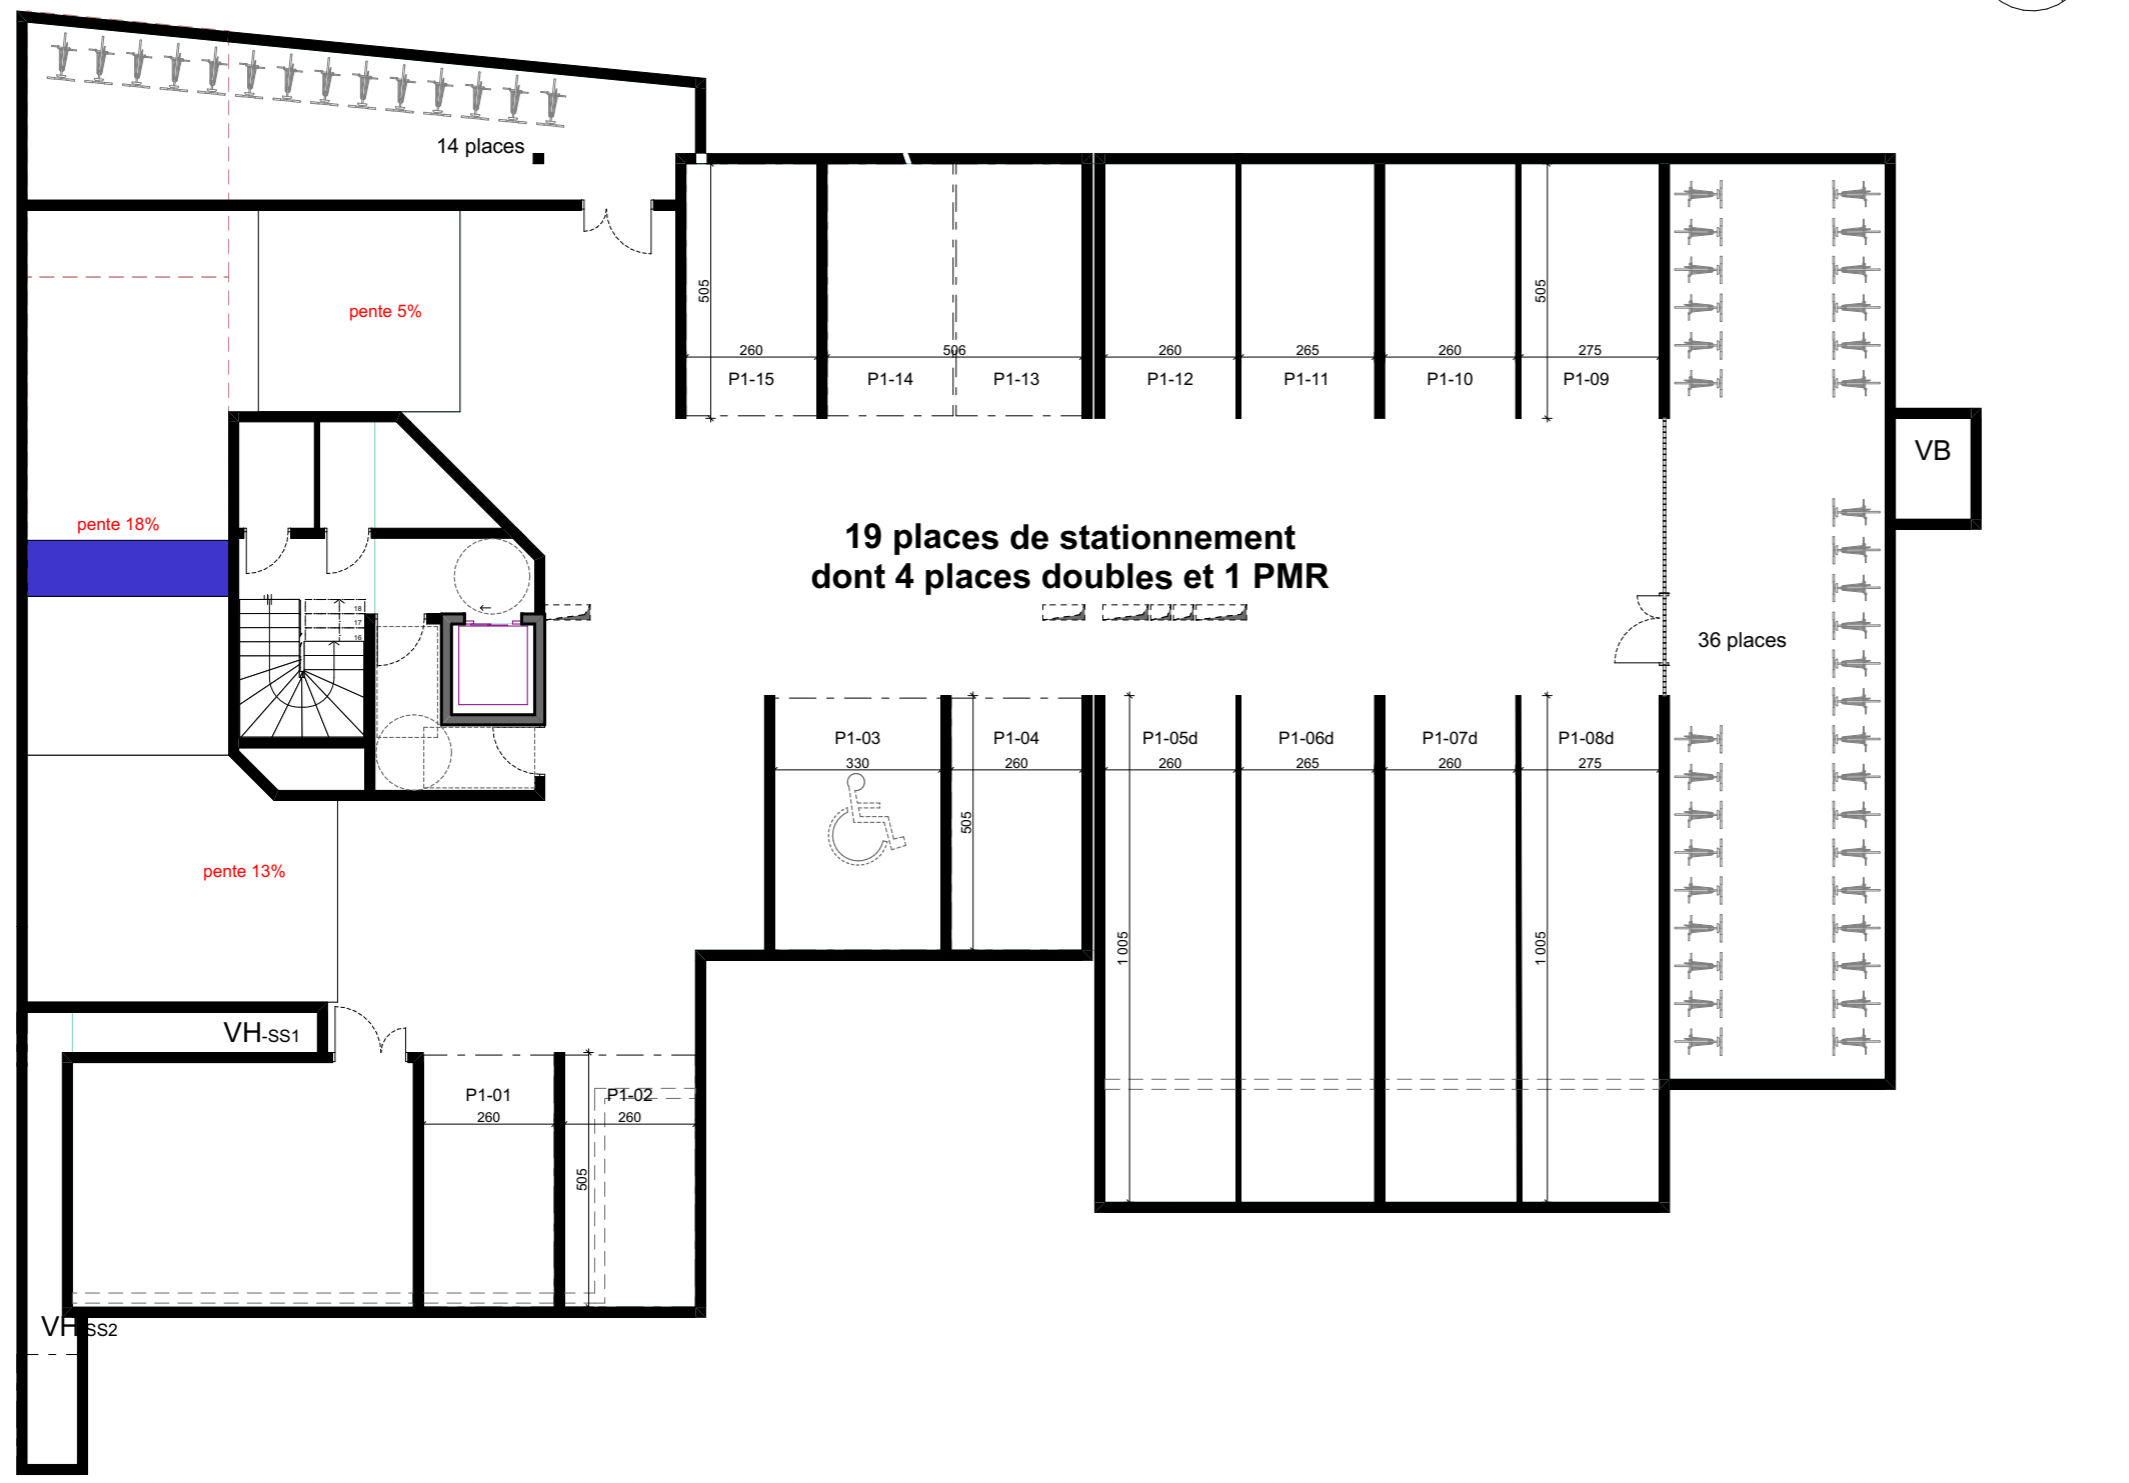 14 places
505
505
pente 5%
260
506
260
265
260
275
P1-15
P1-14
P1-13
P1-12
P1-11
P1-10
P1-09
VB
pente 18%
19 places de stationnement
dont 4 places doubles et 1 PMR
18
17
16
36 places
P1-03
P1-04
P1-05d
P1-06d
P1-07d
P1-08d
330
260
260
265
260
275
505
pente 13%
1 005
1 005
VH-SS1
P1-01
P1-02
260
260
505
VH-SS2